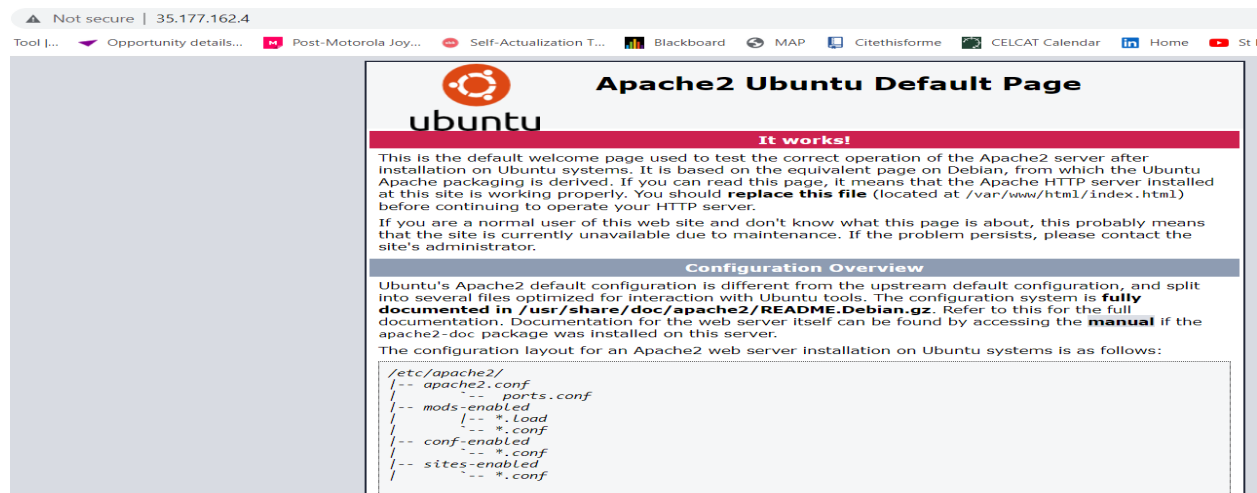 Not secure | 35.177.162.4
Tool |... Opportunity details... Post-Motorola Joy... Self-Actualization T... Blackboard MAP Citethisforme CELCAT Calendar Home St
Apache2 Ubuntu Default Page
ubuntu
It works!
This is the default welcome page used to test the correct operation of the Apache2 server after
installation on Ubuntu systems. It is based on the equivalent page on Debian, from which the Ubuntu
Apache packaging is derived. If you can read this page, it means that the Apache HTTP server installed
at this site is working properly. You should replace this file (located at /var/www/html/index.html)
before continuing to operate your HTTP server.
If you are a normal user of this web site and don't know what this page is about, this probably means
that the site is currently unavailable due to maintenance. If the problem persists, please contact the
site's administrator.
Configuration Overview
Ubuntu's Apache2 default configuration is different from the upstream default configuration, and split
into several files optimized for interaction with Ubuntu tools. The configuration system is fully
documented in /usr/share/doc/apache2/README.Debian.gz. Refer to this for the full
documentation. Documentation for the web server itself can be found by accessing the manual if the
apache2-doc package was installed on this server.
The configuration layout for an Apache2 web server installation on Ubuntu systems is as follows:
/etc/apache2/
|-- apache2.conf
|       `--  ports.conf
|-- mods-enabled
|       |-- *.load
|       `-- *.conf
|-- conf-enabled
|       `-- *.conf
|-- sites-enabled
|       `-- *.conf